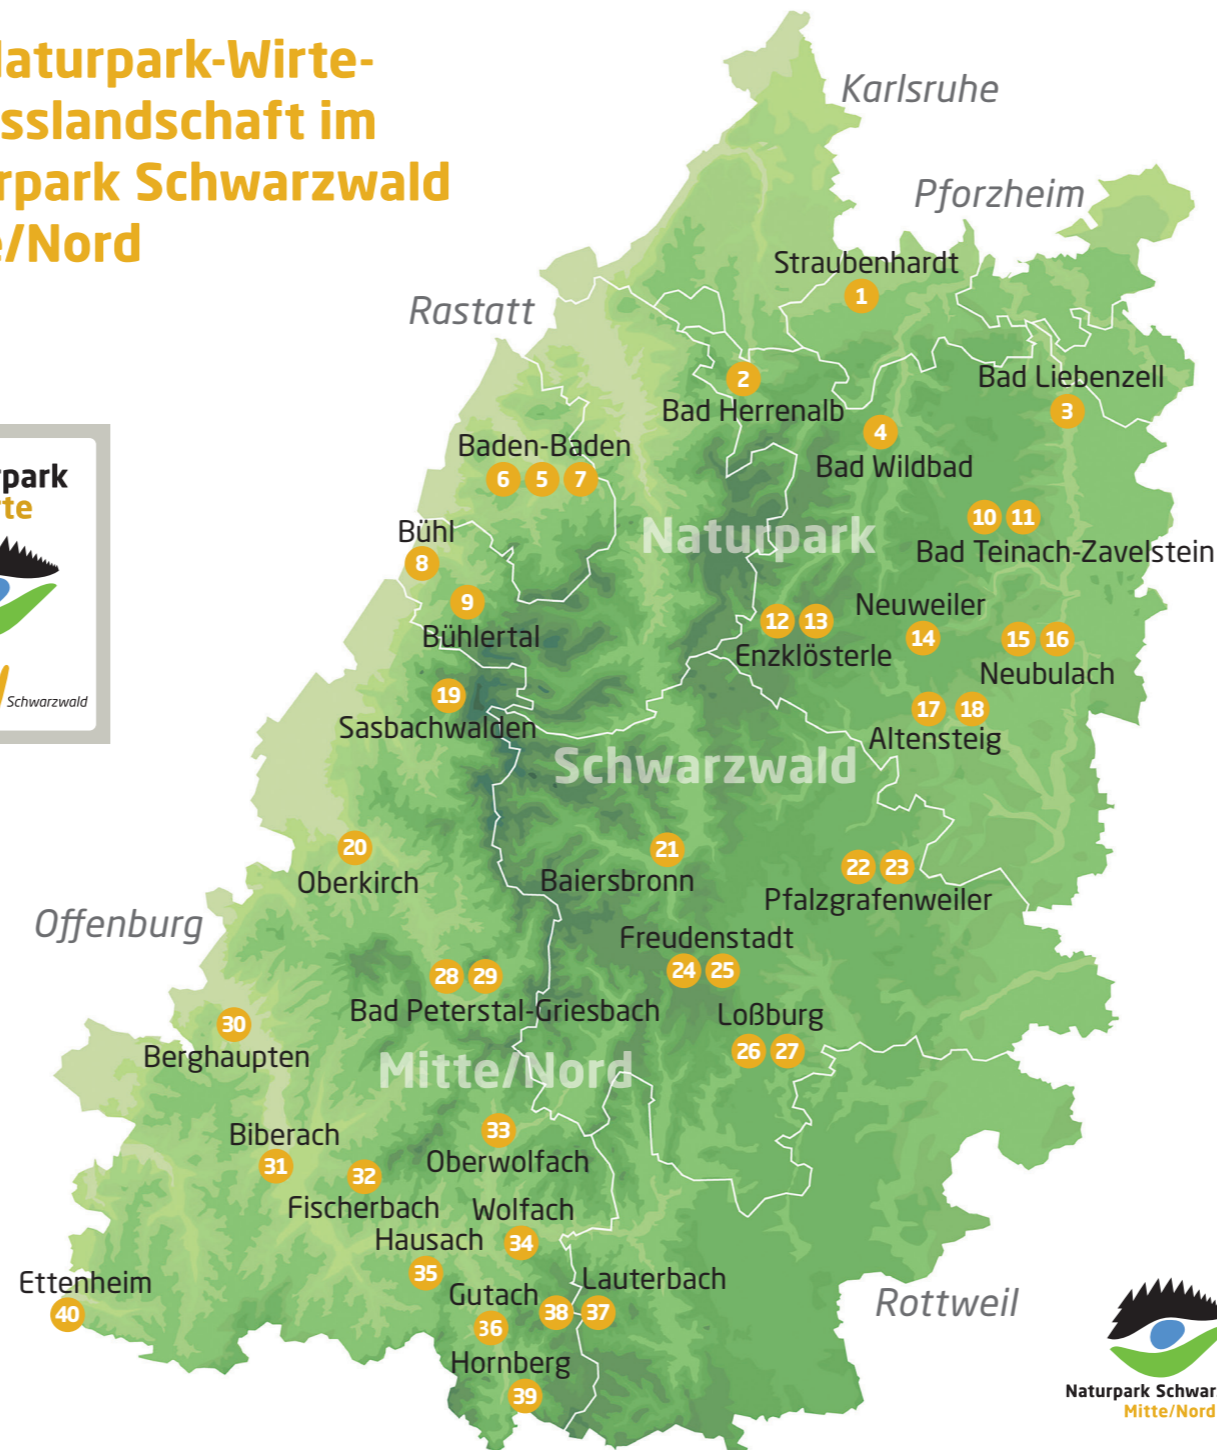 aturpark-Wirte-
sslandschaft im
rpark Schwarzwald
e/Nord
Karlsruhe
Pforzheim
Straubenhardt
1
Rastatt
2
Bad Herrenalb
Bad Liebenzell
3
4
Bad Wildbad
Baden-Baden
6 5 7
rpark
te
Schwarzwald
Bühl
8
9
Bühlertal
Naturpark
10 11
Bad Teinach-Zavelstein
12 13
Enzklösterle
Neuweiler
14
15 16
Neubulach
17 18
Altensteig
19
Sasbachwalden
Schwarzwald
20
Oberkirch
21
Baiersbronn
22 23
Pfalzgrafenweiler
Offenburg
Freudenstadt
24 25
28 29
Bad Peterstal-Griesbach
Loßburg
26 27
30
Berghaupten
Mitte/Nord
Biberach
31
32
Fischerbach
33
Oberwolfach
Wolfach
34
Hausach
35
Ettenheim
40
Gutach
36
38 37
Lauterbach
Hornberg
39
Rottweil
Naturpark Schwar
Mitte/Nord